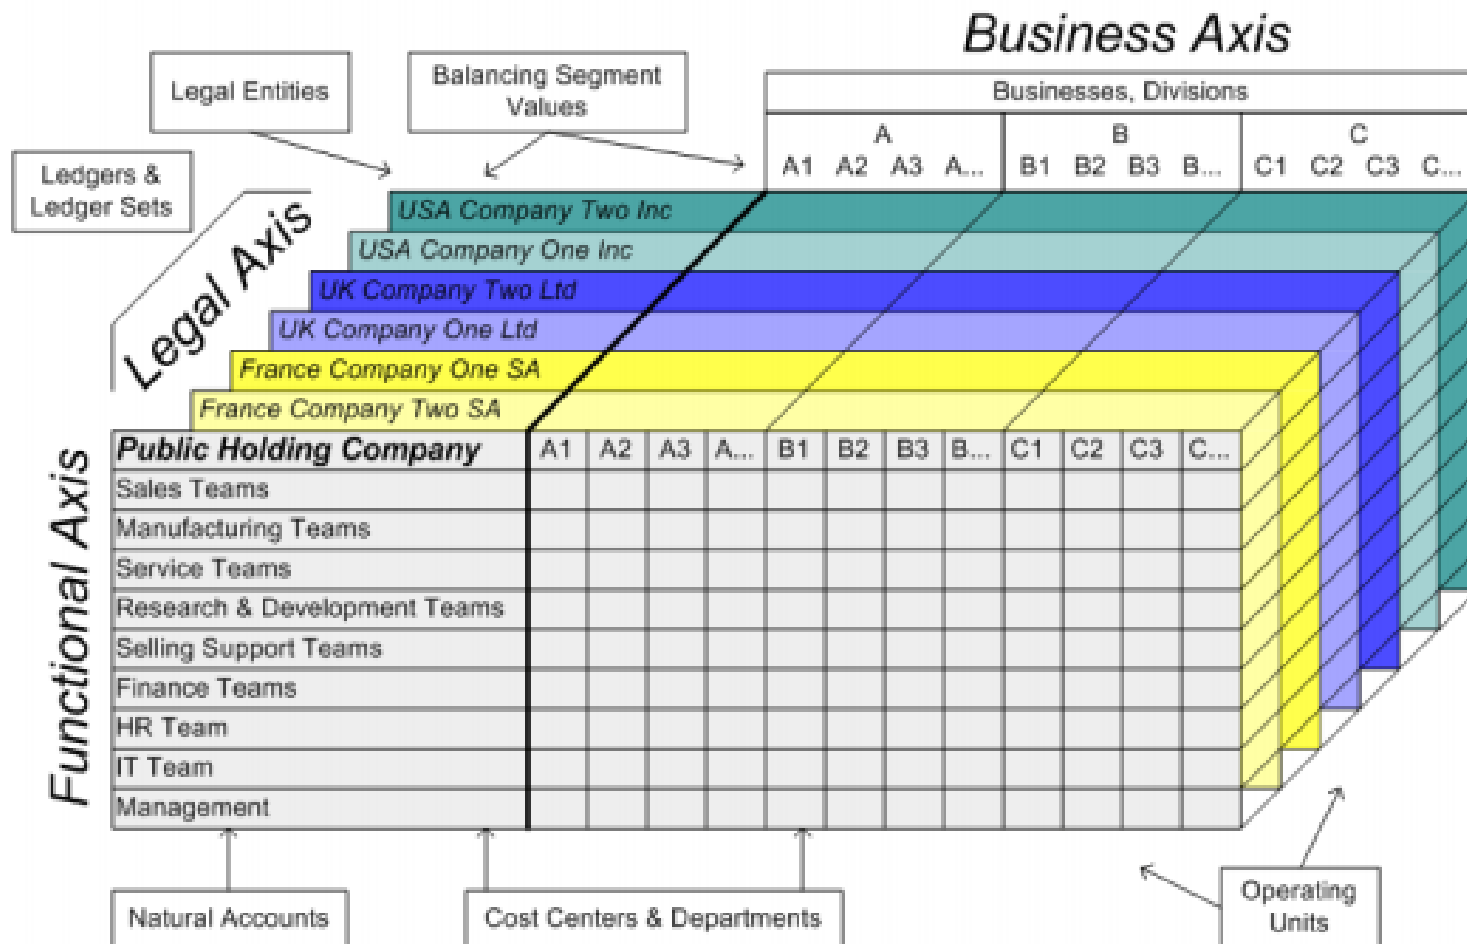 Business Axis
Legal Entities
Balancing Segment
Values
Businesses, Divisions
A B C
A1 A2 A3 A... B1 B2 B3 B... C1 C2 C3 C...
Ledgers &
Ledger Sets
Legal Axis
USA Company Two Inc
USA Company One Inc
UK Company Two Ltd
UK Company One Ltd
France Company One SA
France Company Two SA
Functional Axis
Public Holding Company A1 A2 A3 A... B1 B2 B3 B... C1 C2 C3 C...
Sales Teams
Manufacturing Teams
Service Teams
Research & Development Teams
Selling Support Teams
Finance Teams
HR Team
IT Team
Management
Natural Accounts
Cost Centers & Departments
Operating
Units